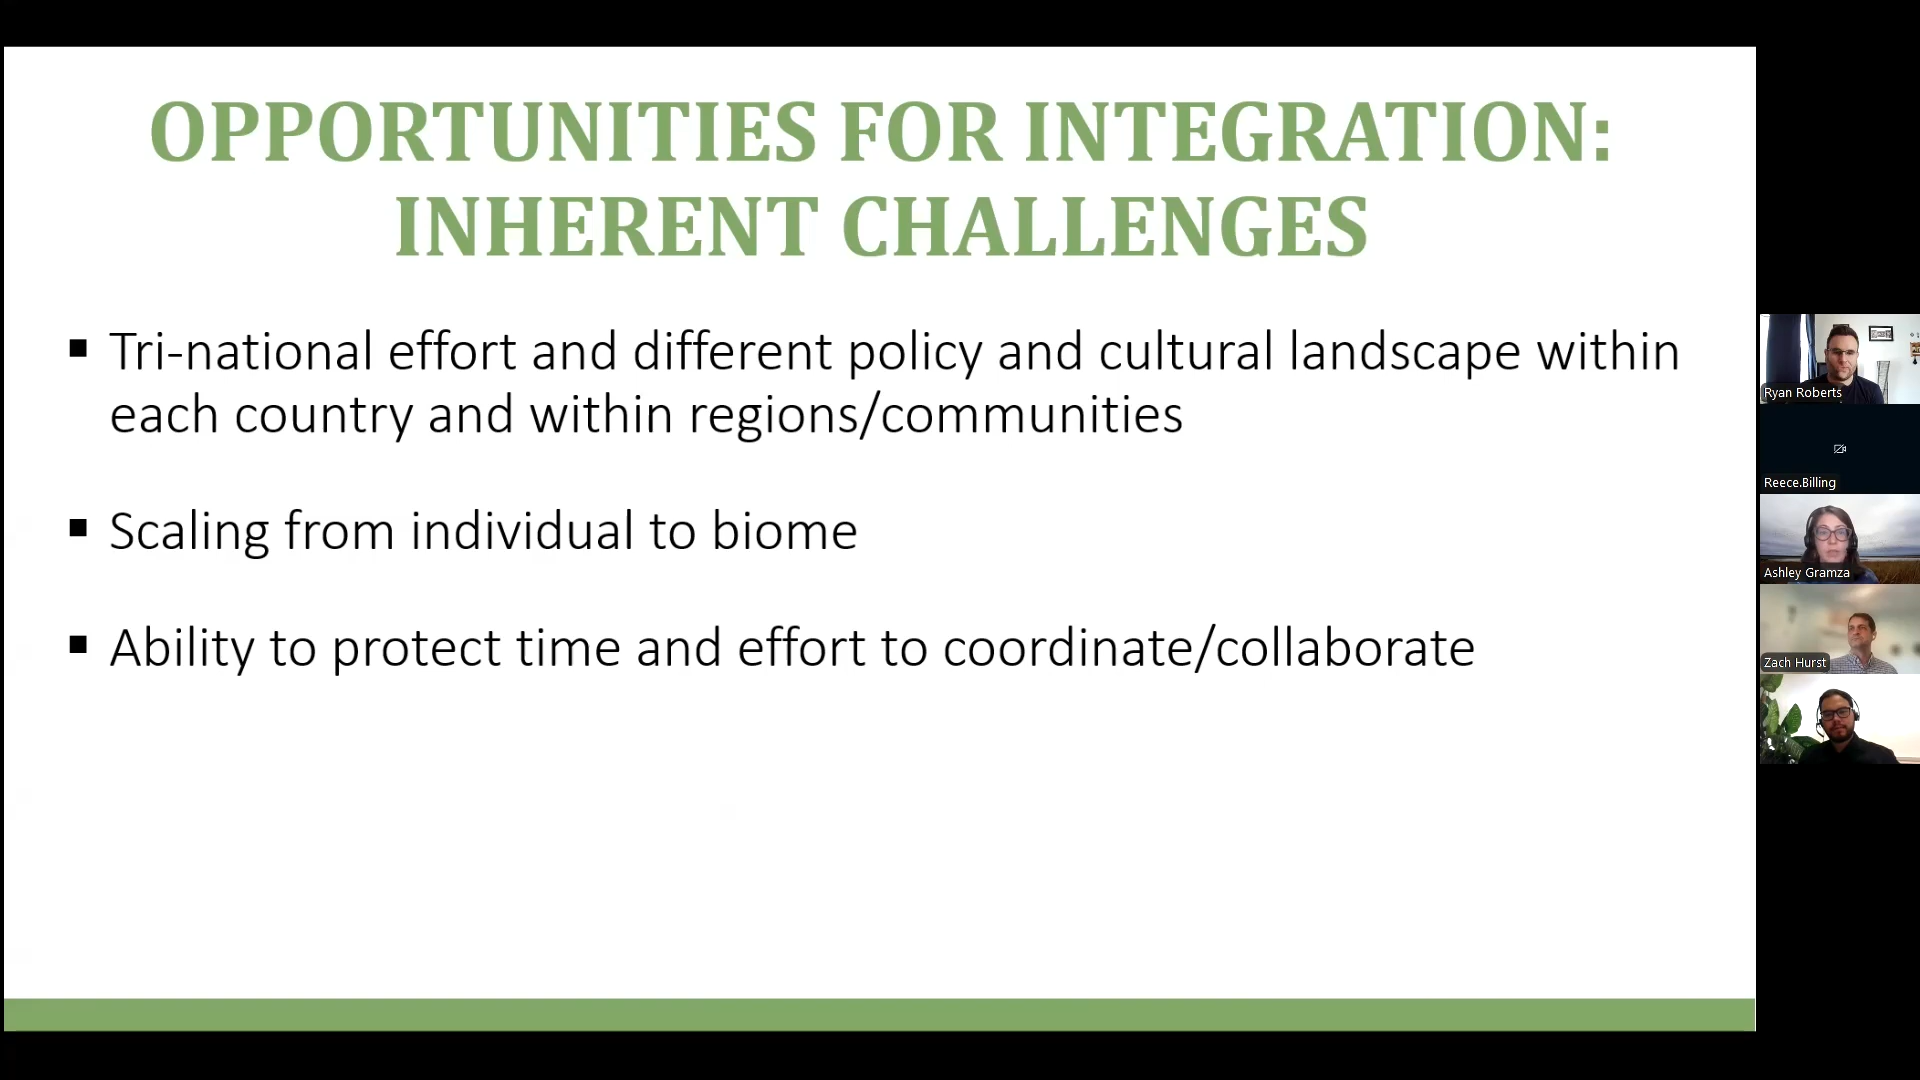 OPPORTUNITIES FOR INTEGRATION:
INHERENT CHALLENGES
▪ Tri-national effort and different policy and cultural landscape within
each country and within regions/communities
▪ Scaling from individual to biome
▪ Ability to protect time and effort to coordinate/collaborate
Ryan Roberts
Reece.Billing
Ashley Gramza
Zach Hurst